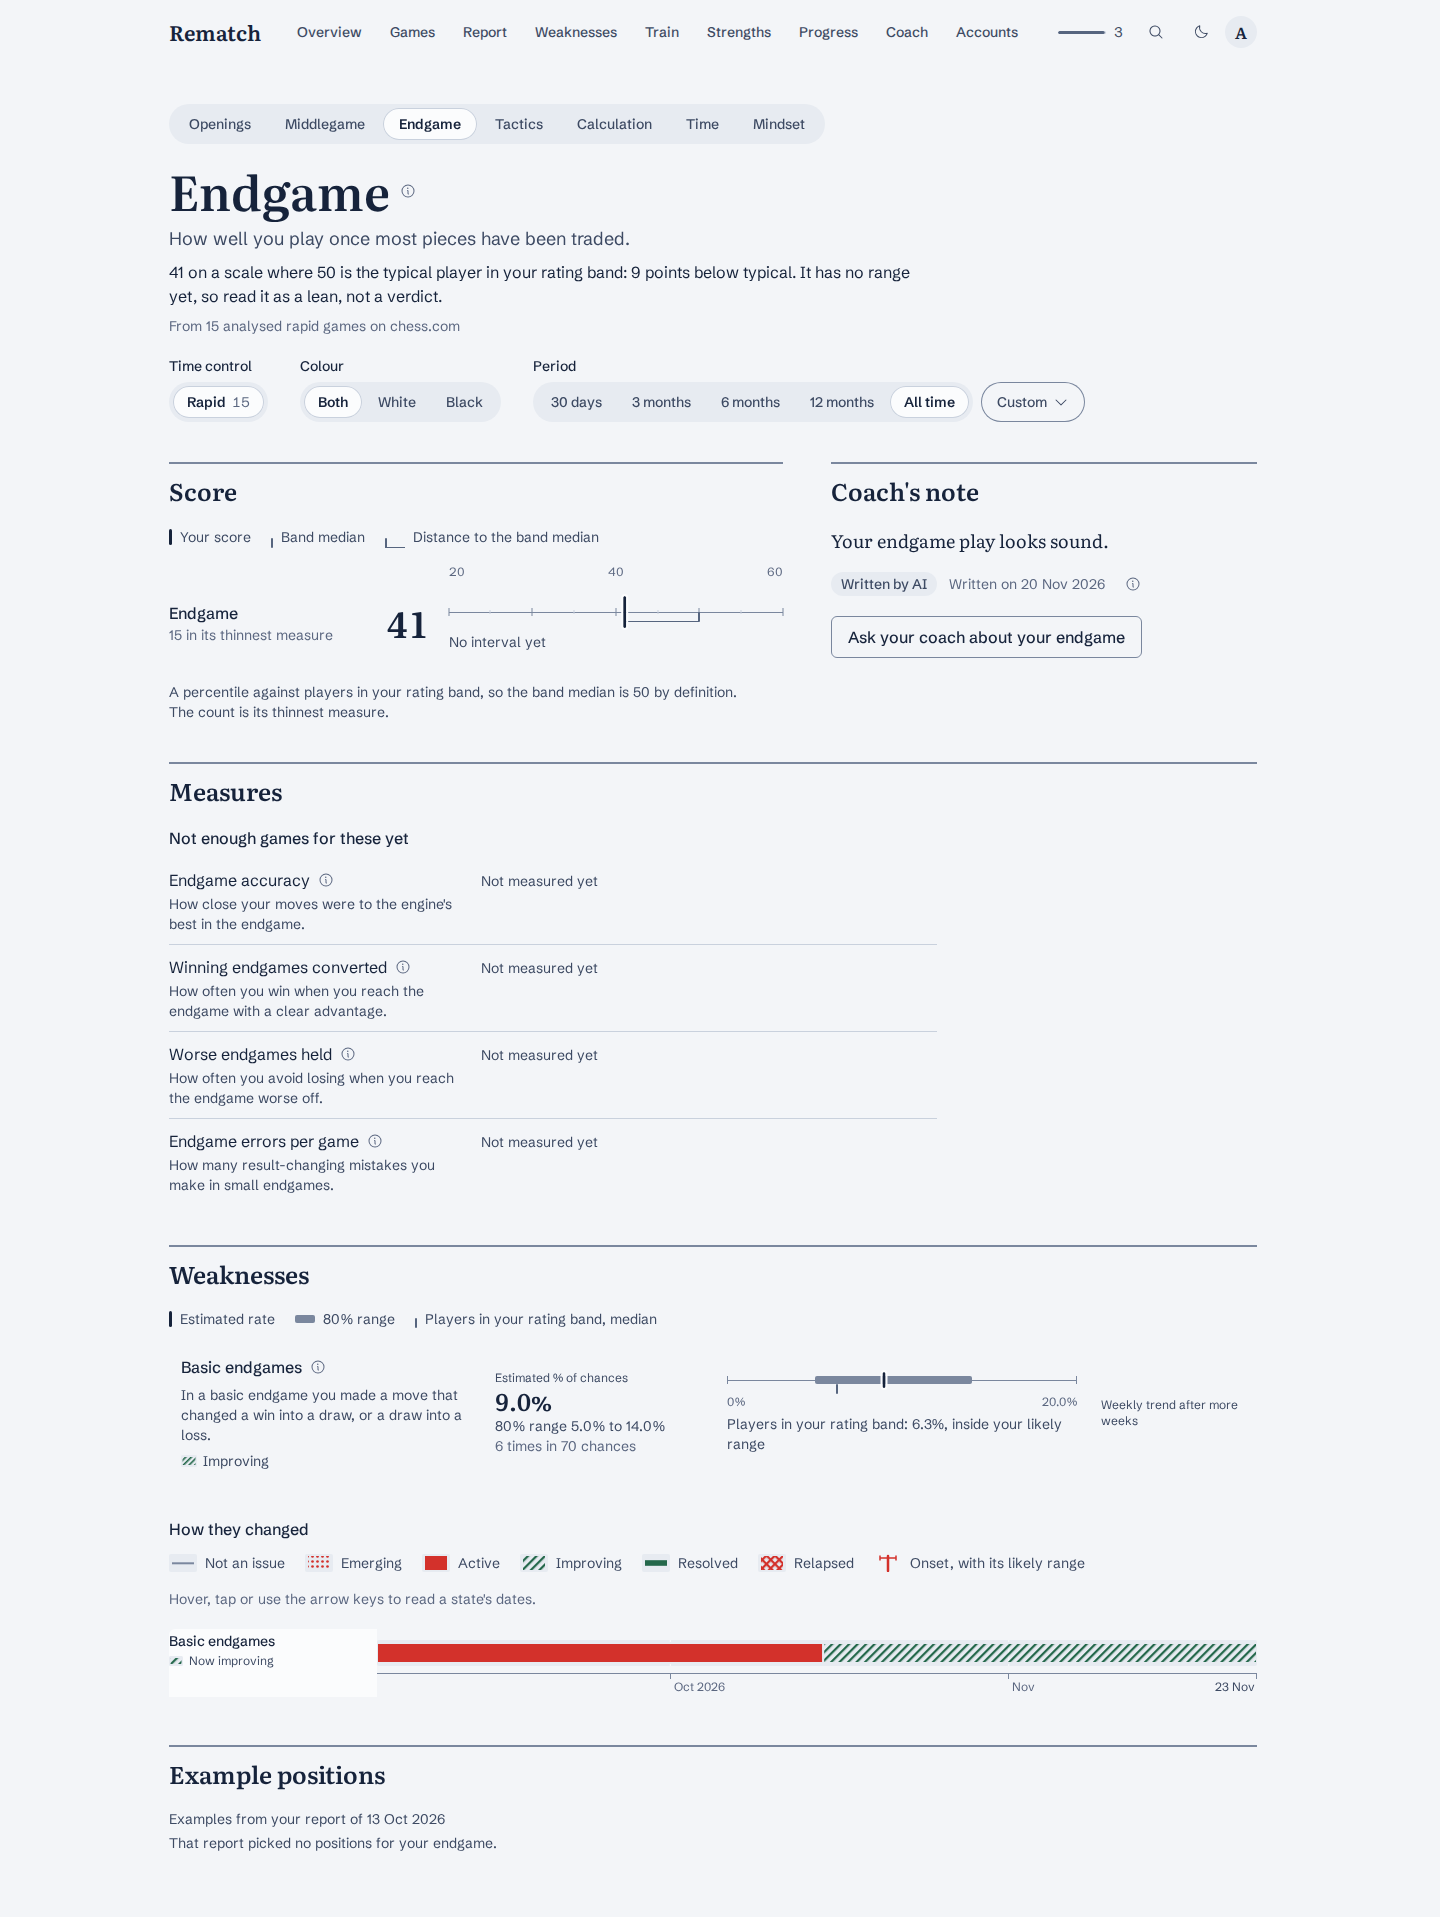 Rematch
Overview
Games
Report
Weaknesses
Train
Strengths
Progress
Coach
Accounts
3
A
Openings
Middlegame
Endgame
Tactics
Calculation
Time
Mindset
Endgame
How well you play once most pieces have been traded.
41 on a scale where 50 is the typical player in your rating band: 9 points below typical. It has no range
yet, so read it as a lean, not a verdict.
From 15 analysed rapid games on chess.com
Time control
Colour
Period
Rapid 15
Both
White
Black
30 days
3 months
6 months
12 months
All time
Custom
Score
Your score
Band median
Distance to the band median
20
40
60
Endgame
15 in its thinnest measure
41
No interval yet
A percentile against players in your rating band, so the band median is 50 by definition.
The count is its thinnest measure.
Coach's note
Your endgame play looks sound.
Written by AI
Written on 20 Nov 2026
Ask your coach about your endgame
Measures
Not enough games for these yet
Endgame accuracy
Not measured yet
How close your moves were to the engine's
best in the endgame.
Winning endgames converted
Not measured yet
How often you win when you reach the
endgame with a clear advantage.
Worse endgames held
Not measured yet
How often you avoid losing when you reach
the endgame worse off.
Endgame errors per game
Not measured yet
How many result-changing mistakes you
make in small endgames.
Weaknesses
Estimated rate
80% range
Players in your rating band, median
Basic endgames
In a basic endgame you made a move that
changed a win into a draw, or a draw into a
loss.
Improving
Estimated % of chances
9.0%
80% range 5.0% to 14.0%
6 times in 70 chances
0%
20.0%
Players in your rating band: 6.3%, inside your likely
range
Weekly trend after more
weeks
How they changed
Not an issue
Emerging
Active
Improving
Resolved
Relapsed
Onset, with its likely range
Hover, tap or use the arrow keys to read a state's dates.
Basic endgames
Now improving
Oct 2026
Nov
23 Nov
Example positions
Examples from your report of 13 Oct 2026
That report picked no positions for your endgame.